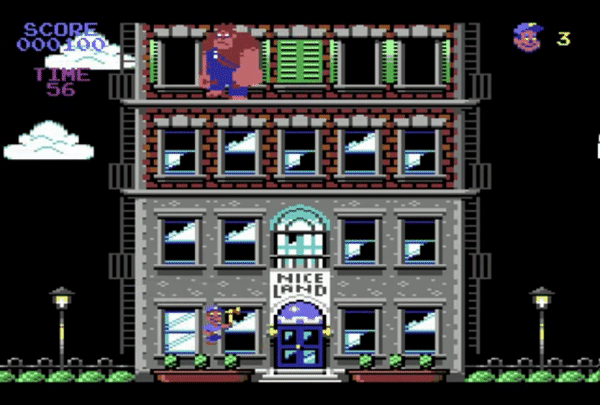 SCORE
000100
TIME
56
3
NICE
LAND